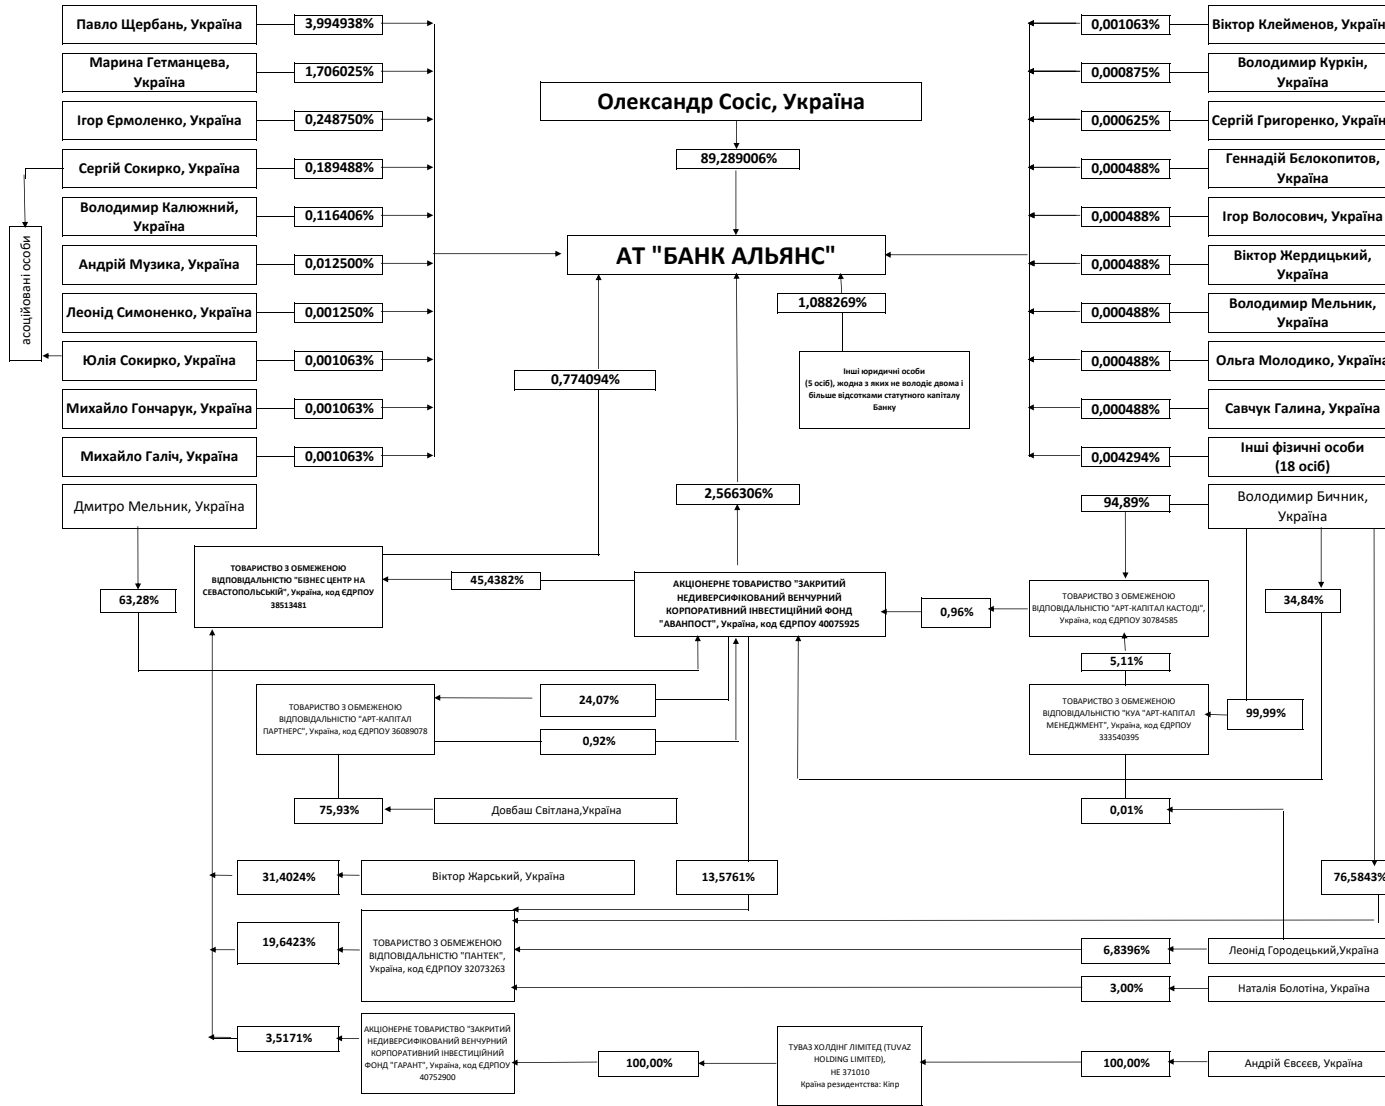 Павло Щербань, Україна
3,994938%
Марина Гетманцева,
Україна
1,706025%
Ігор Єрмоленко, Україна
0,248750%
Сергій Сокирко, Україна
0,189488%
Володимир Калюжний,
Україна
0,116406%
Андрій Музика, Україна
0,012500%
Леонід Симоненко, Україна
0,001250%
Юлія Сокирко, Україна
0,001063%
Михайло Гончарук, Україна
0,001063%
Михайло Галіч, Україна
0,001063%
асоційовані особи
Олександр Сосіс, Україна
89,289006%
АТ "БАНК АЛЬЯНС"
1,088269%
Інші юридичні особи
(5 осіб), жодна з яких не володіє двома і
більше відсотками статутного капіталу
Банку
0,774094%
2,566306%
0,001063%
Віктор Клейменов, Україн
0,000875%
Володимир Куркін,
Україна
0,000625%
Сергій Григоренко, Україн
0,000488%
Геннадій Бєлокопитов,
Україна
0,000488%
Ігор Волосович, Україна
0,000488%
Віктор Жердицький,
Україна
0,000488%
Володимир Мельник,
Україна
0,000488%
Ольга Молодико, Україна
0,000488%
Савчук Галина, Україна
0,004294%
Інші фізичні особи
(18 осіб)
Дмитро Мельник, Україна
63,28%
94,89%
Володимир Бичник,
Україна
ТОВАРИСТВО З ОБМЕЖЕНОЮ
ВІДПОВІДАЛЬНІСТЮ "БІЗНЕС ЦЕНТР НА
СЕВАСТОПОЛЬСЬКІЙ", Україна, код ЄДРПОУ
38513481
45,4382%
АКЦІОНЕРНЕ ТОВАРИСТВО "ЗАКРИТИЙ
НЕДИВЕРСИФІКОВАНИЙ ВЕНЧУРНИЙ
КОРПОРАТИВНИЙ ІНВЕСТИЦІЙНИЙ ФОНД
"АВАНПОСТ", Україна, код ЄДРПОУ 40075925
0,96%
ТОВАРИСТВО З ОБМЕЖЕНОЮ
ВІДПОВІДАЛЬНІСТЮ "АРТ-КАПІТАЛ КАСТОДІ",
Україна, код ЄДРПОУ 30784585
34,84%
5,11%
ТОВАРИСТВО З ОБМЕЖЕНОЮ
ВІДПОВІДАЛЬНІСТЮ "АРТ-КАПІТАЛ
ПАРТНЕРС", Україна, код ЄДРПОУ 36089078
24,07%
0,92%
ТОВАРИСТВО З ОБМЕЖЕНОЮ
ВІДПОВІДАЛЬНІСТЮ "КУА "АРТ-КАПІТАЛ
МЕНЕДЖМЕНТ", Україна, код ЄДРПОУ
333540395
99,99%
75,93%
Довбаш Світлана,Україна
0,01%
31,4024%
Віктор Жарський, Україна
13,5761%
76,5843%
19,6423%
ТОВАРИСТВО З ОБМЕЖЕНОЮ
ВІДПОВІДАЛЬНІСТЮ "ПАНТЕК",
Україна, код ЄДРПОУ 32073263
6,8396%
Леонід Городецький,Україна
3,00%
Наталія Болотіна, Україна
3,5171%
АКЦІОНЕРНЕ ТОВАРИСТВО "ЗАКРИТИЙ
НЕДИВЕРСИФІКОВАНИЙ ВЕНЧУРНИЙ
КОРПОРАТИВНИЙ ІНВЕСТИЦІЙНИЙ
ФОНД "ГАРАНТ", Україна, код ЄДРПОУ
40752900
100,00%
ТУВАЗ ХОЛДІНГ ЛІМІТЕД (TUVAZ
HOLDING LIMITED),
НЕ 371010
Країна резидентства: Кіпр
100,00%
Андрій Євсєєв, Україна